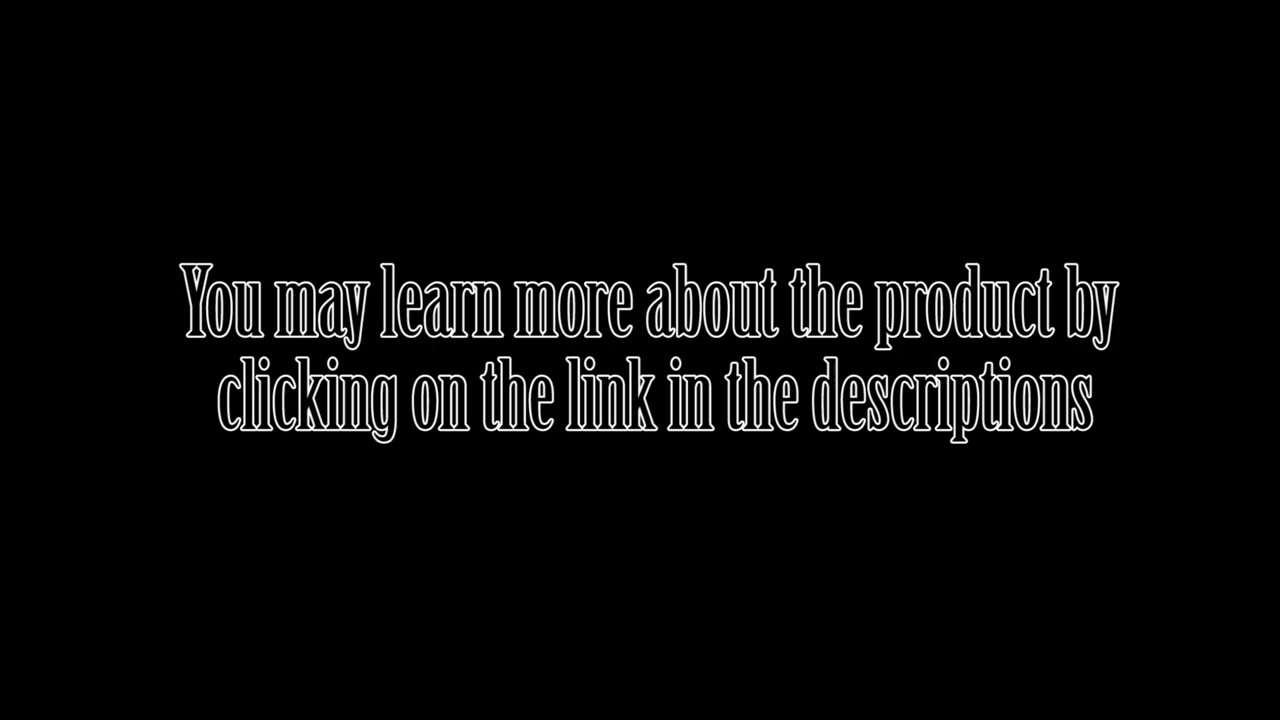 You may learn more about the product by
clicking on the link in the descriptions